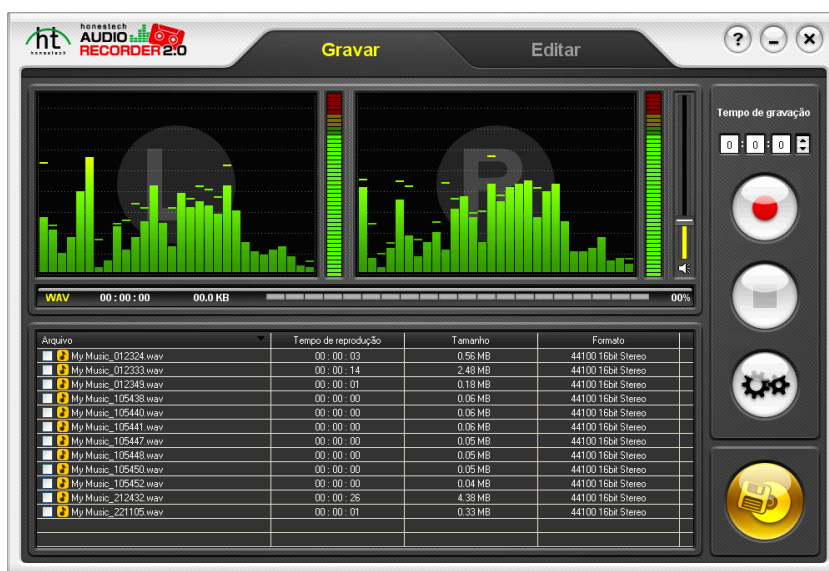 ht honestech
honestech
AUDIO
RECORDER 2.0
Gravar
Editar
? - x
L
R
Tempo de gravação
0 : 0 : 0
WAV 00 : 00 : 00 00.0 KB 00%
Arquivo Tempo de reprodução Tamanho Formato
My Music_012324.wav 00 : 00 : 03 0.56 MB 44100 16bit Stereo
My Music_012333.wav 00 : 00 : 14 2.48 MB 44100 16bit Stereo
My Music_012349.wav 00 : 00 : 01 0.18 MB 44100 16bit Stereo
My Music_105438.wav 00 : 00 : 00 0.06 MB 44100 16bit Stereo
My Music_105440.wav 00 : 00 : 00 0.06 MB 44100 16bit Stereo
My Music_105441.wav 00 : 00 : 00 0.06 MB 44100 16bit Stereo
My Music_105447.wav 00 : 00 : 00 0.05 MB 44100 16bit Stereo
My Music_105448.wav 00 : 00 : 00 0.05 MB 44100 16bit Stereo
My Music_105450.wav 00 : 00 : 00 0.05 MB 44100 16bit Stereo
My Music_105452.wav 00 : 00 : 00 0.04 MB 44100 16bit Stereo
My Music_212432.wav 00 : 00 : 26 4.38 MB 44100 16bit Stereo
My Music_221105.wav 00 : 00 : 01 0.33 MB 44100 16bit Stereo